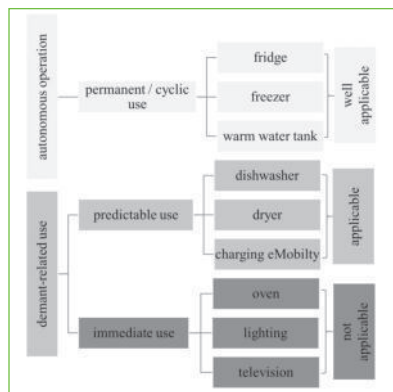 autonomous operation
permanent / cyclic
use
fridge
freezer
warm water tank
well
applicable
demant-related use
predictable use
dishwasher
dryer
charging eMobilty
applicable
immediate use
oven
lighting
television
not
applicable